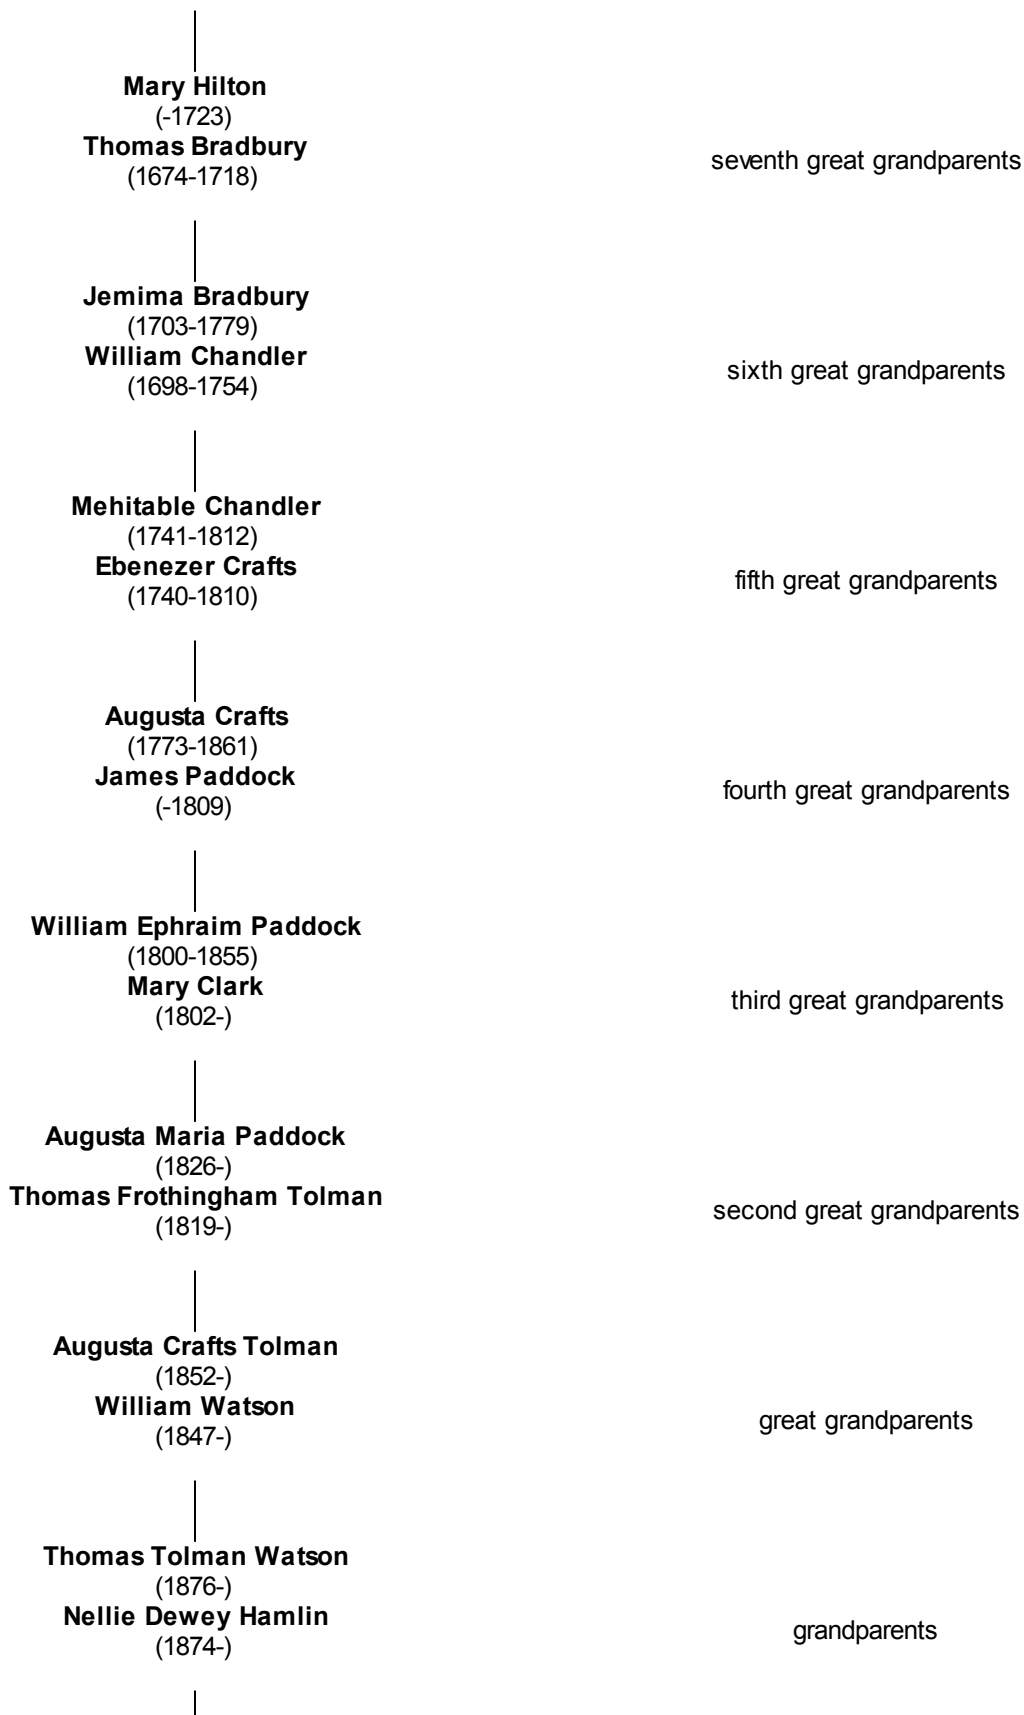 Mary Hilton
(-1723)
Thomas Bradbury
(1674-1718)
seventh great grandparents
Jemima Bradbury
(1703-1779)
William Chandler
(1698-1754)
sixth great grandparents
Mehitable Chandler
(1741-1812)
Ebenezer Crafts
(1740-1810)
fifth great grandparents
Augusta Crafts
(1773-1861)
James Paddock
(-1809)
fourth great grandparents
William Ephraim Paddock
(1800-1855)
Mary Clark
(1802-)
third great grandparents
Augusta Maria Paddock
(1826-)
Thomas Frothingham Tolman
(1819-)
second great grandparents
Augusta Crafts Tolman
(1852-)
William Watson
(1847-)
great grandparents
Thomas Tolman Watson
(1876-)
Nellie Dewey Hamlin
(1874-)
grandparents